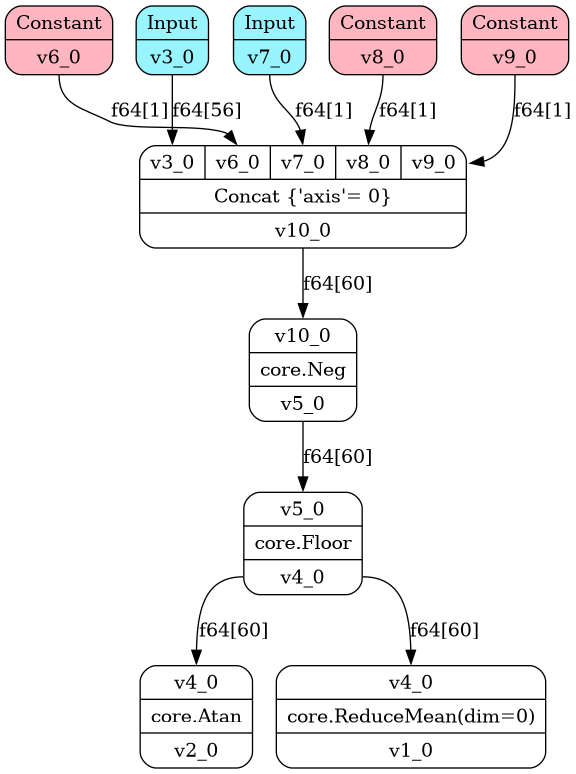 Constant
v6_0
Input
v3_0
Input
v7_0
Constant
v8_0
Constant
v9_0
f64[1]
f64[56]
f64[1]
f64[1]
f64[1]
v3_0
v6_0
v7_0
v8_0
v9_0
Concat {'axis'= 0}
v10_0
f64[60]
v10_0
core.Neg
v5_0
f64[60]
v5_0
core.Floor
v4_0
f64[60]
f64[60]
v4_0
core.Atan
v2_0
v4_0
core.ReduceMean(dim=0)
v1_0